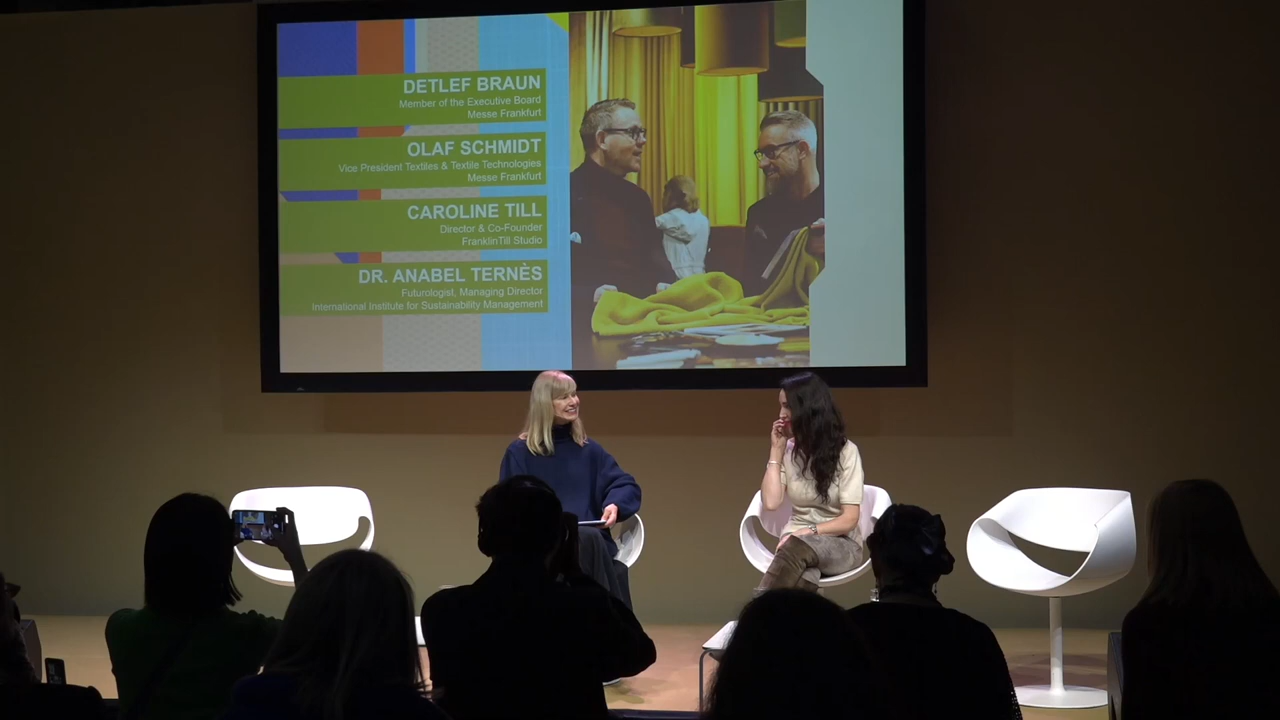 DETLEF BRAUN
Member of the Executive Board
Messe Frankfurt
OLAF SCHMIDT
Vice President Textiles & Textile Technologies
Messe Frankfurt
CAROLINE TILL
Director & Co-Founder
FranklinTill Studio
DR. ANABEL TERNÈS
Futurologist, Managing Director
International Institute for Sustainability Management